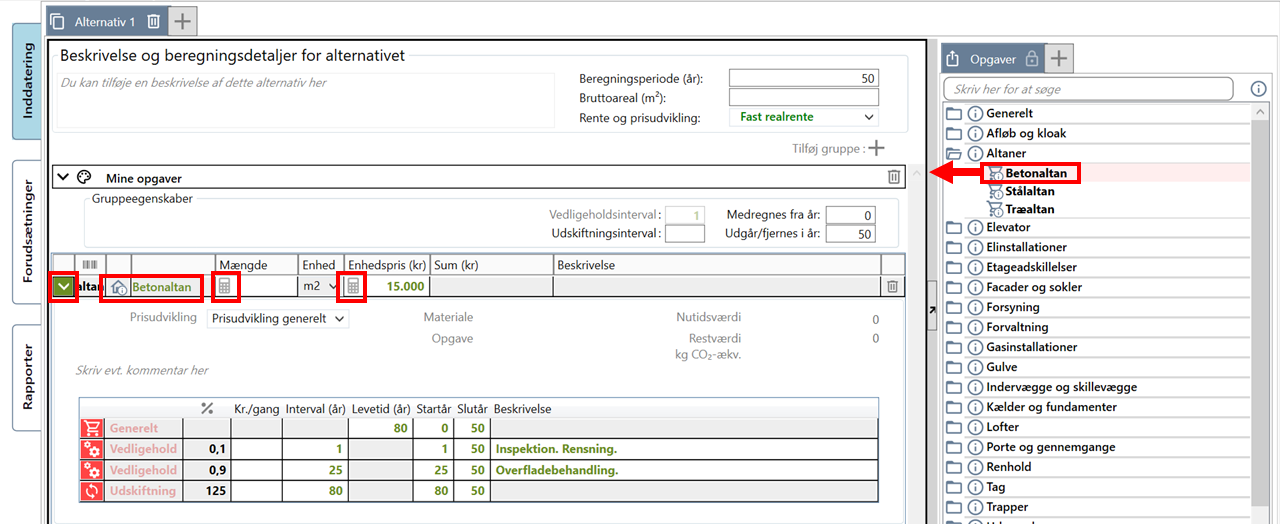 Alternativ 1
Inddatering
Forudsætninger
Rapporter
Beskrivelse og beregningsdetaljer for alternativet
Du kan tilføje en beskrivelse af dette alternativ her
Beregningsperiode (år): 50
Bruttoareal (m²):
Rente og prisudvikling: Fast realrente
Tilføj gruppe :
Mine opgaver
Gruppeegenskaber
Vedligeholdsinterval : 1 Medregnes fra år: 0
Udskiftningsinterval : Udgår/fjernes i år: 50
Mængde Enhed Enhedspris (kr) Sum (kr) Beskrivelse
altan Betonaltan m2 15.000
Prisudvikling Prisudvikling generelt Materiale Nutidsværdi 0
Opgave Restværdi 0
kg CO₂-ækv.
Skriv evt. kommentar her
% Kr./gang Interval (år) Levetid (år) Startår Slutår Beskrivelse
Generelt 80 0 50
Vedligehold 0,1 1 1 50 Inspektion. Rensning.
Vedligehold 0,9 25 25 50 Overfladebehandling.
Udskiftning 125 80 80 50
Opgaver
Skriv her for at søge
Generelt
Afløb og kloak
Altaner
Betonaltan
Stålaltan
Træaltan
Elevator
Elinstallationer
Etageadskillelser
Facader og sokler
Forsyning
Forvaltning
Gasinstallationer
Gulve
Indervægge og skillevægge
Kælder og fundamenter
Lofter
Porte og gennemgange
Renhold
Tag
Trapper